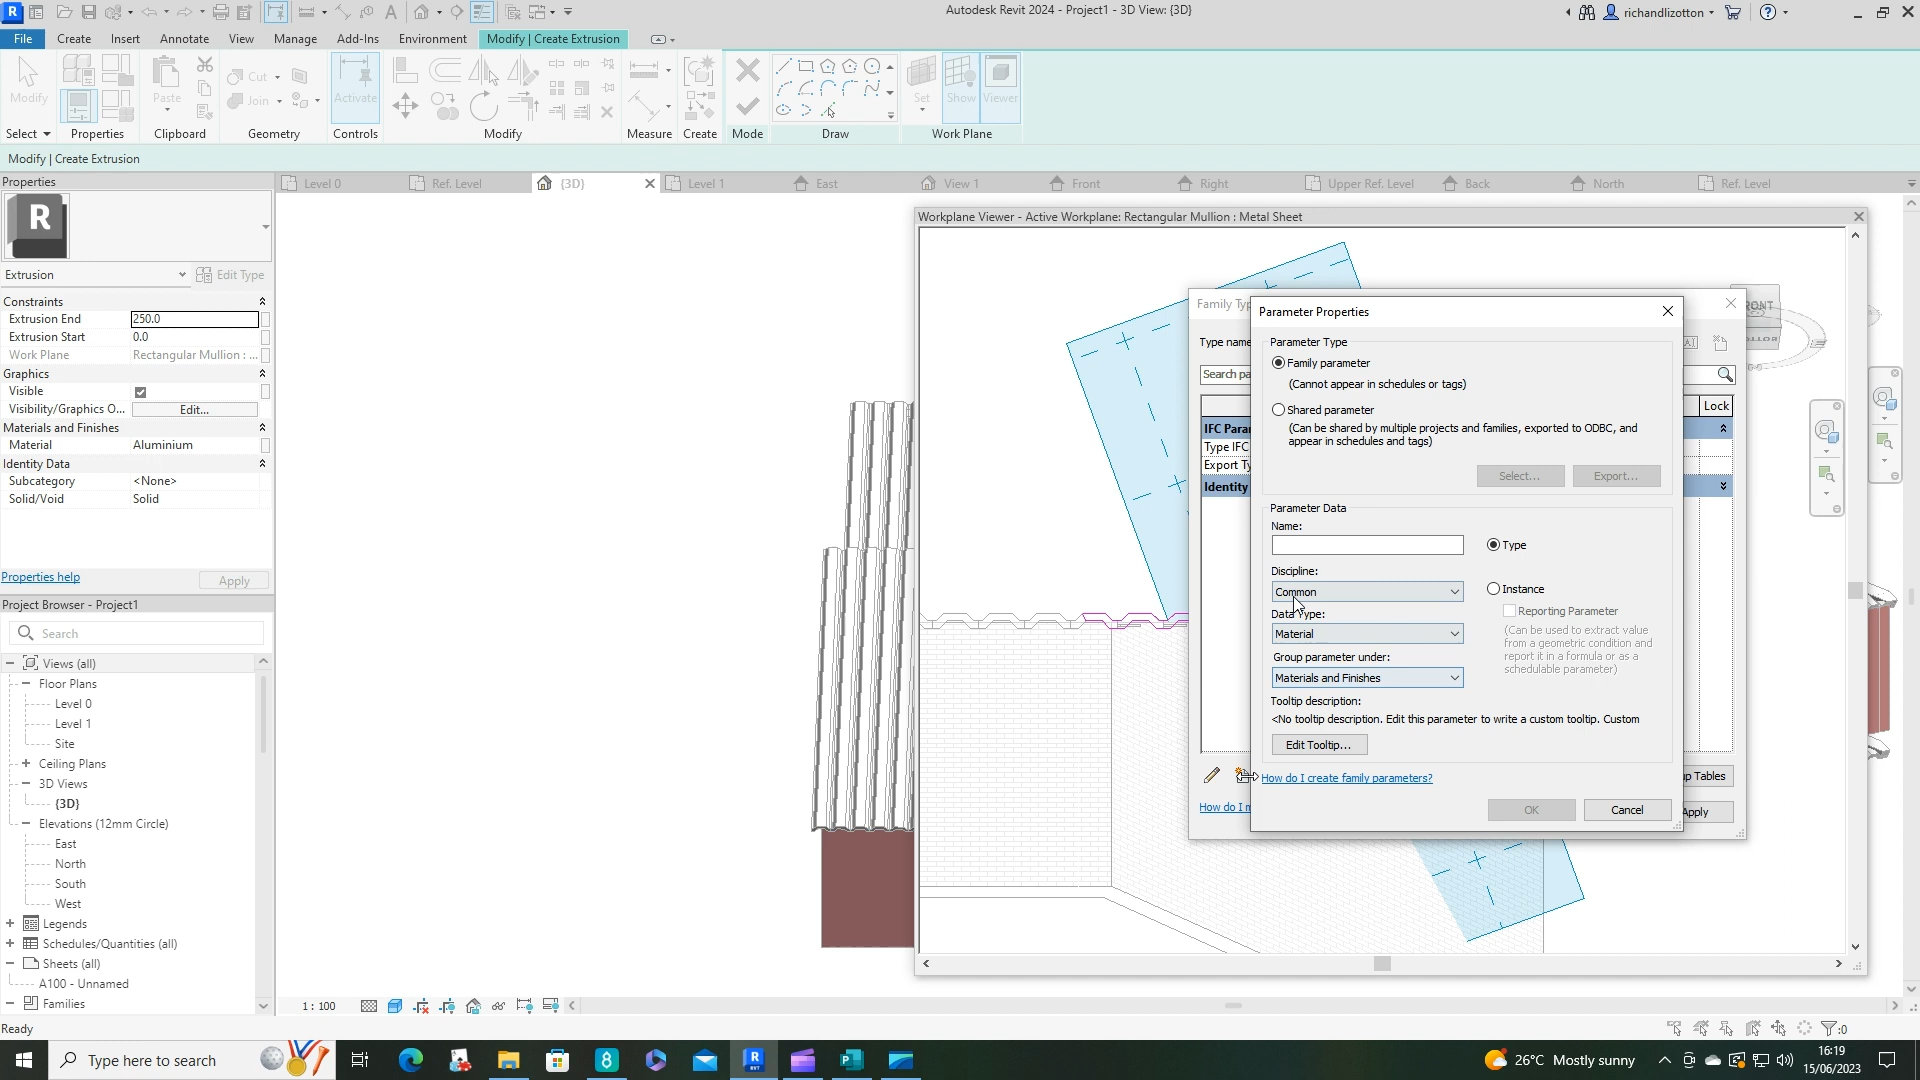 R
Autodesk Revit 2024 - Project1 - 3D View: {3D}
richandlizotton
File
Create
Insert
Annotate
View
Manage
Add-Ins
Environment
Modify | Create Extrusion
Modify
Paste
Cut
Join
Activate
Set
Show
Viewer
Select
Properties
Clipboard
Geometry
Controls
Modify
Measure
Create
Mode
Draw
Work Plane
Modify | Create Extrusion
Properties
R
Extrusion
Edit Type
Constraints
Extrusion End 250.0
Extrusion Start 0.0
Work Plane Rectangular Mullion : ...
Graphics
Visible
Visibility/Graphics O... Edit...
Materials and Finishes
Material Aluminium
Identity Data
Subcategory <None>
Solid/Void Solid
Properties help
Apply
Project Browser - Project1
Search
Views (all)
Floor Plans
Level 0
Level 1
Site
Ceiling Plans
3D Views
{3D}
Elevations (12mm Circle)
East
North
South
West
Legends
Schedules/Quantities (all)
Sheets (all)
A100 - Unnamed
Families
Level 0
Ref. Level
{3D}
Level 1
East
View 1
Front
Right
Upper Ref. Level
Back
North
Ref. Level
Workplane Viewer - Active Workplane: Rectangular Mullion : Metal Sheet
Family Ty
Type name
Search pa
Lock
IFC Para
Type IFC
Export Ty
Identity
How do I m
up Tables
Apply
Parameter Properties
Parameter Type
Family parameter
(Cannot appear in schedules or tags)
Shared parameter
(Can be shared by multiple projects and families, exported to ODBC, and
appear in schedules and tags)
Select...
Export...
Parameter Data
Name:
Type
Discipline:
Common
Instance
Data Type:
Reporting Parameter
Material
(Can be used to extract value
from a geometric condition and
report it in a formula or as a
schedulable parameter)
Group parameter under:
Materials and Finishes
Tooltip description:
<No tooltip description. Edit this parameter to write a custom tooltip. Custom
Edit Tooltip...
How do I create family parameters?
OK
Cancel
1 : 100
Ready
:0
Type here to search
26°C Mostly sunny
16:19
15/06/2023